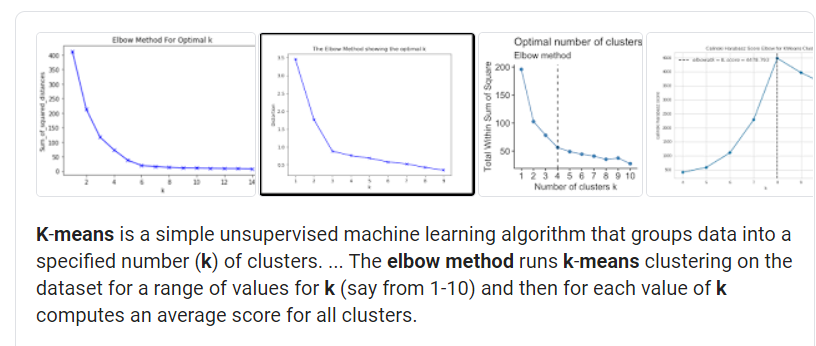 Elbow Method For Optimal k
Sum_of_squared_distances
400
350
300
250
200
150
100
50
0
2
4
6
8
10
12
14
k
The Elbow Method showing the optimal k
Distortion
3.5
3.0
2.5
2.0
1.5
1.0
0.5
1 2 3 4 5 6 7 8 9
k
Optimal number of clusters
Elbow method
Total Within Sum of Square
200
150
100
50
1 2 3 4 5 6 7 8 9 10
Number of clusters k
K-means is a simple unsupervised machine learning algorithm that groups data into a
specified number (k) of clusters. ... The elbow method runs k-means clustering on the
dataset for a range of values for k (say from 1-10) and then for each value of k
computes an average score for all clusters.